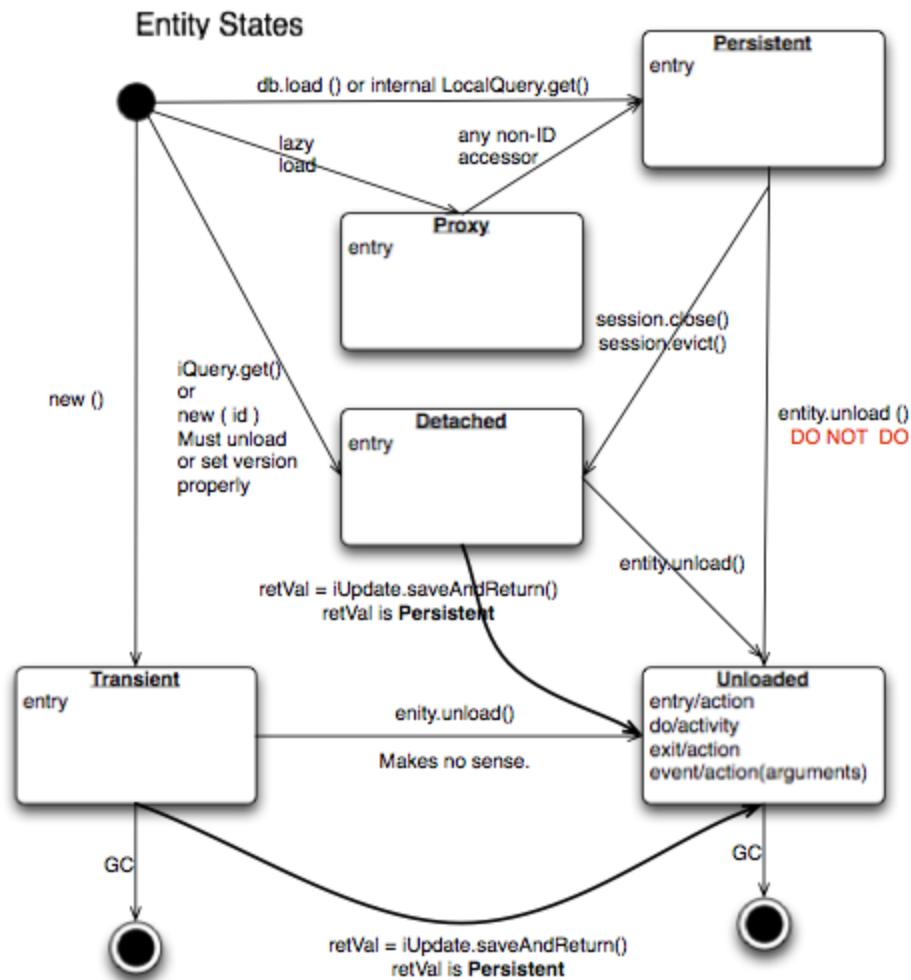 Entity States
Persistent
entry
db.load () or internal LocalQuery.get()
lazy
load
any non-ID
accessor
Proxy
entry
session.close()
session.evict()
new ()
iQuery.get()
or
new ( id )
Must unload
or set version
properly
Detached
entry
entity.unload ()
DO NOT DO
entity.unload()
retVal = iUpdate.saveAndReturn()
retVal is Persistent
Transient
entry
enity.unload()
Makes no sense.
Unloaded
entry/action
do/activity
exit/action
event/action(arguments)
GC
GC
retVal = iUpdate.saveAndReturn()
retVal is Persistent